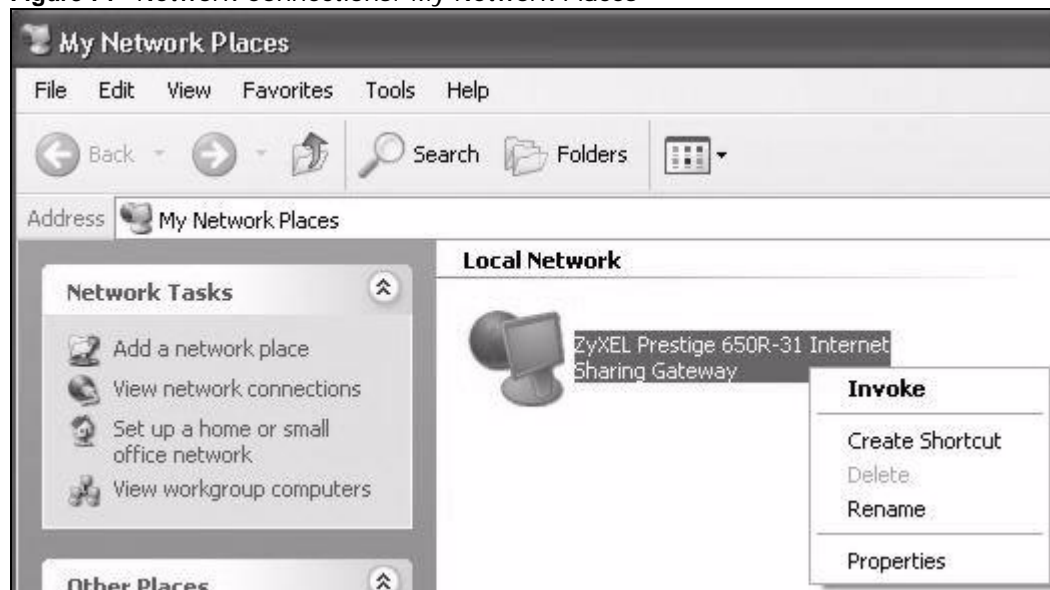 My Network Places
File Edit View Favorites Tools Help
Back Search Folders
Address My Network Places
Network Tasks
Add a network place
View network connections
Set up a home or small
office network
View workgroup computers
Other Places
Local Network
ZyXEL Prestige 650R-31 Internet
Sharing Gateway
Invoke
Create Shortcut
Delete
Rename
Properties